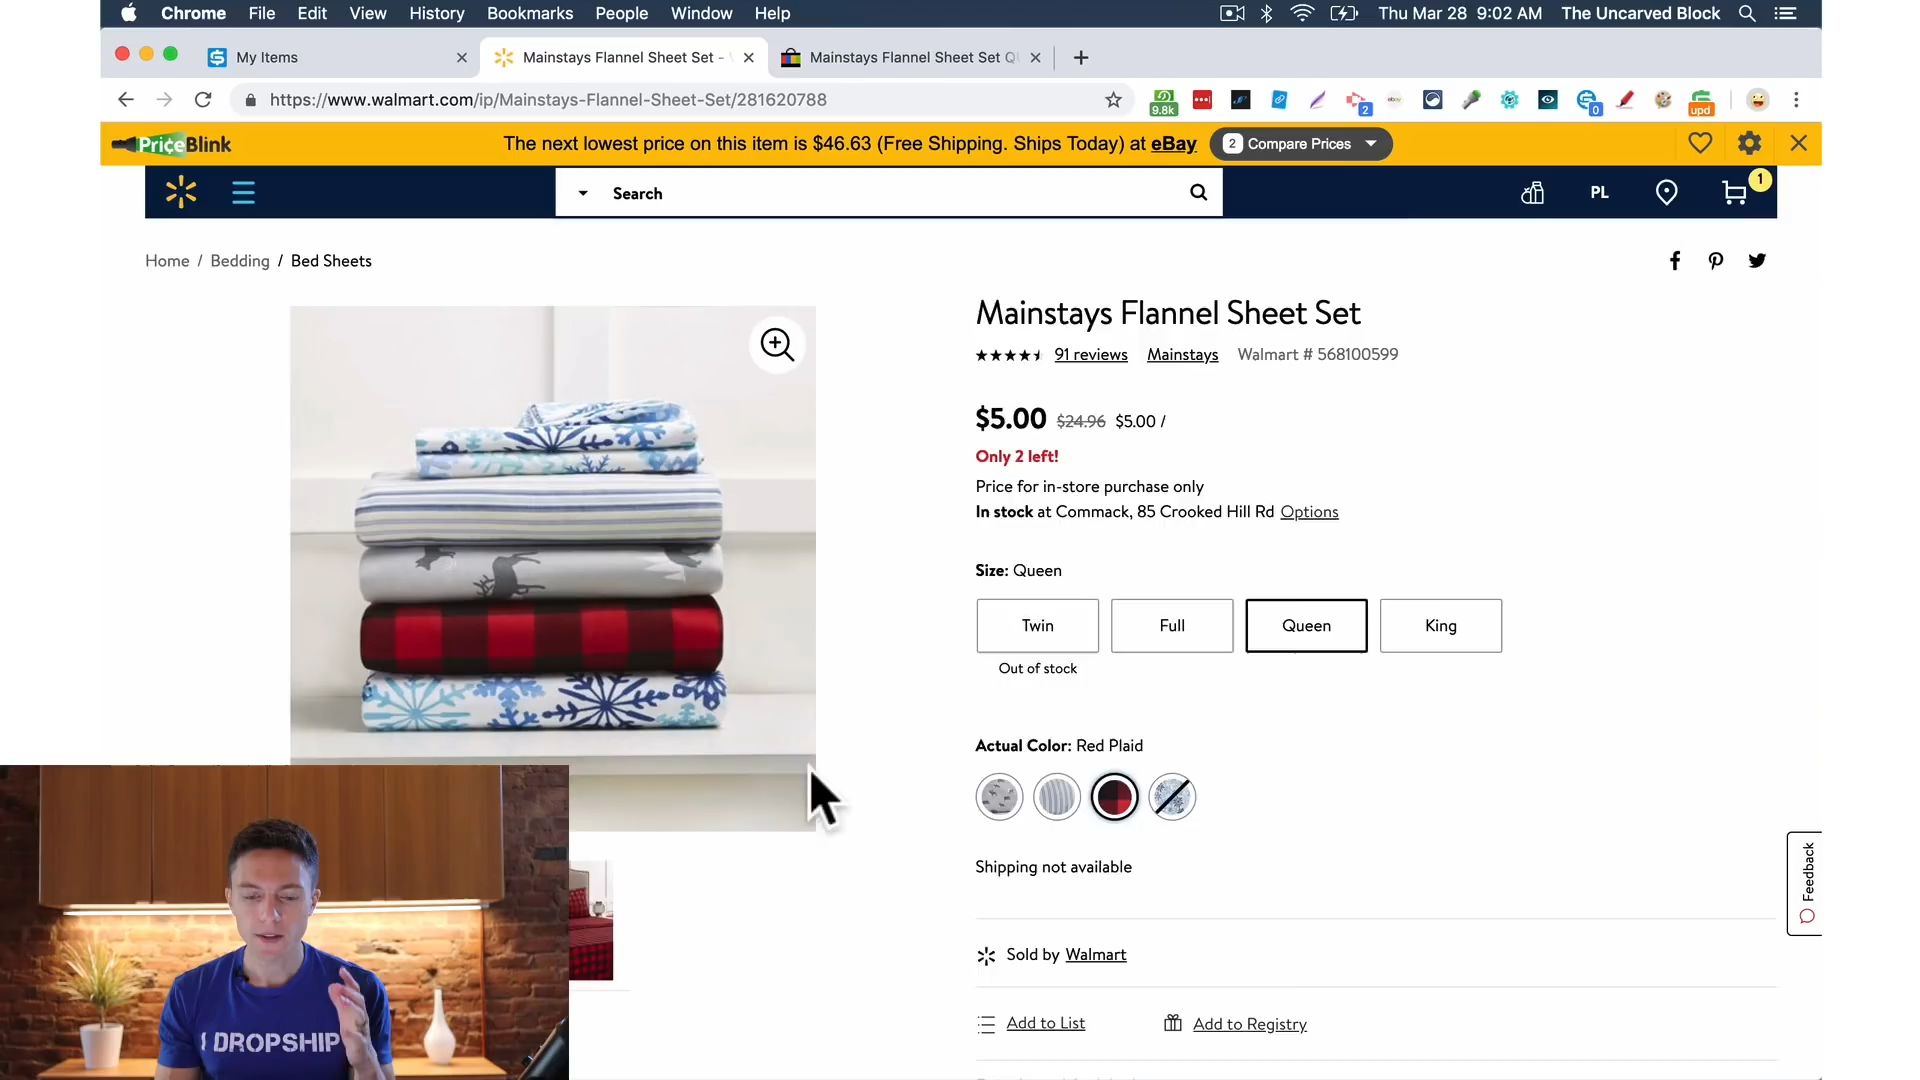 Chrome File Edit View History Bookmarks People Window Help
Thu Mar 28 9:02 AM The Uncarved Block
My Items
Mainstays Flannel Sheet Set -
Mainstays Flannel Sheet Set
https://www.walmart.com/ip/Mainstays-Flannel-Sheet-Set/281620788
9.8k
2
ebay
0
upd
PriceBlink
The next lowest price on this item is $46.63 (Free Shipping. Ships Today) at eBay
2 Compare Prices
Search
PL
1
Home / Bedding / Bed Sheets
Mainstays Flannel Sheet Set
91 reviews Mainstays Walmart # 568100599
$5.00 $24.96 $5.00 /
Only 2 left!
Price for in-store purchase only
In stock at Commack, 85 Crooked Hill Rd Options
Size: Queen
Twin Full Queen King
Out of stock
Actual Color: Red Plaid
Shipping not available
Feedback
Sold by Walmart
Add to List Add to Registry
I DROPSHIP